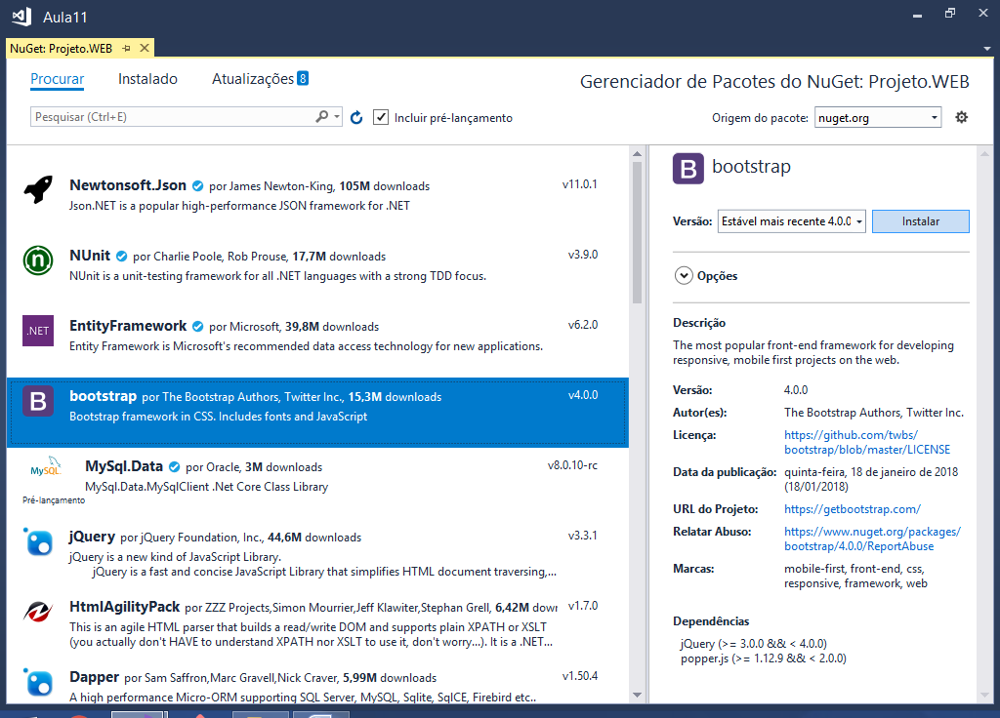 Aula11
NuGet: Projeto.WEB
Procurar Instalado Atualizações 8
Gerenciador de Pacotes do NuGet: Projeto.WEB
Pesquisar (Ctrl+E) Incluir pré-lançamento Origem do pacote: nuget.org
Newtonsoft.Json por James Newton-King, 105M downloads v11.0.1
Json.NET is a popular high-performance JSON framework for .NET
n
NUnit por Charlie Poole, Rob Prouse, 17,7M downloads v3.9.0
NUnit is a unit-testing framework for all .NET languages with a strong TDD focus.
.NET
EntityFramework por Microsoft, 39,8M downloads v6.2.0
Entity Framework is Microsoft's recommended data access technology for new applications.
B
bootstrap por The Bootstrap Authors, Twitter Inc., 15,3M downloads v4.0.0
Bootstrap framework in CSS. Includes fonts and JavaScript
MySQL
MySql.Data por Oracle, 3M downloads v8.0.10-rc
MySql.Data.MySqlClient .Net Core Class Library
Pré-lançamento
jQuery por jQuery Foundation, Inc., 44,6M downloads v3.3.1
jQuery is a new kind of JavaScript Library.
jQuery is a fast and concise JavaScript Library that simplifies HTML document traversing,...
HtmlAgilityPack por ZZZ Projects,Simon Mourrier,Jeff Klawiter,Stephan Grell, 6,42M dow v1.7.0
This is an agile HTML parser that builds a read/write DOM and supports plain XPATH or XSLT
(you actually don't HAVE to understand XPATH nor XSLT to use it, don't worry...). It is a .NET...
Dapper por Sam Saffron,Marc Gravell,Nick Craver, 5,99M downloads v1.50.4
A high performance Micro-ORM supporting SQL Server, MySQL, Sqlite, SqlCE, Firebird etc..
B bootstrap
Versão: Estável mais recente 4.0.0 Instalar
Opções
Descrição
The most popular front-end framework for developing
responsive, mobile first projects on the web.
Versão: 4.0.0
Autor(es): The Bootstrap Authors, Twitter Inc.
Licença: https://github.com/twbs/
bootstrap/blob/master/LICENSE
Data da publicação: quinta-feira, 18 de janeiro de 2018
(18/01/2018)
URL do Projeto: https://getbootstrap.com/
Relatar Abuso: https://www.nuget.org/packages/
bootstrap/4.0.0/ReportAbuse
Marcas: mobile-first, front-end, css,
responsive, framework, web
Dependências
jQuery (>= 3.0.0 && < 4.0.0)
popper.js (>= 1.12.9 && < 2.0.0)